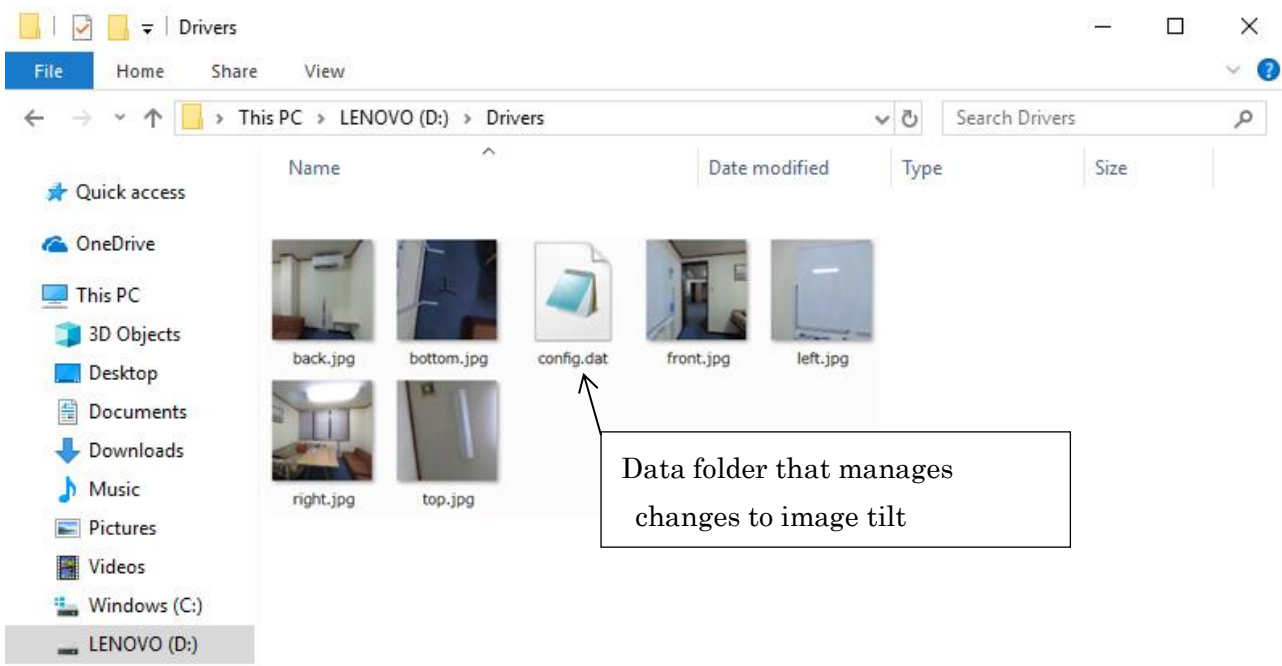 Drivers
File Home Share View
This PC > LENOVO (D:) > Drivers
Search Drivers
Name Date modified Type Size
Quick access
OneDrive
This PC
3D Objects
Desktop
Documents
Downloads
Music
Pictures
Videos
Windows (C:)
LENOVO (D:)
back.jpg bottom.jpg config.dat front.jpg left.jpg
right.jpg top.jpg
Data folder that manages
changes to image tilt